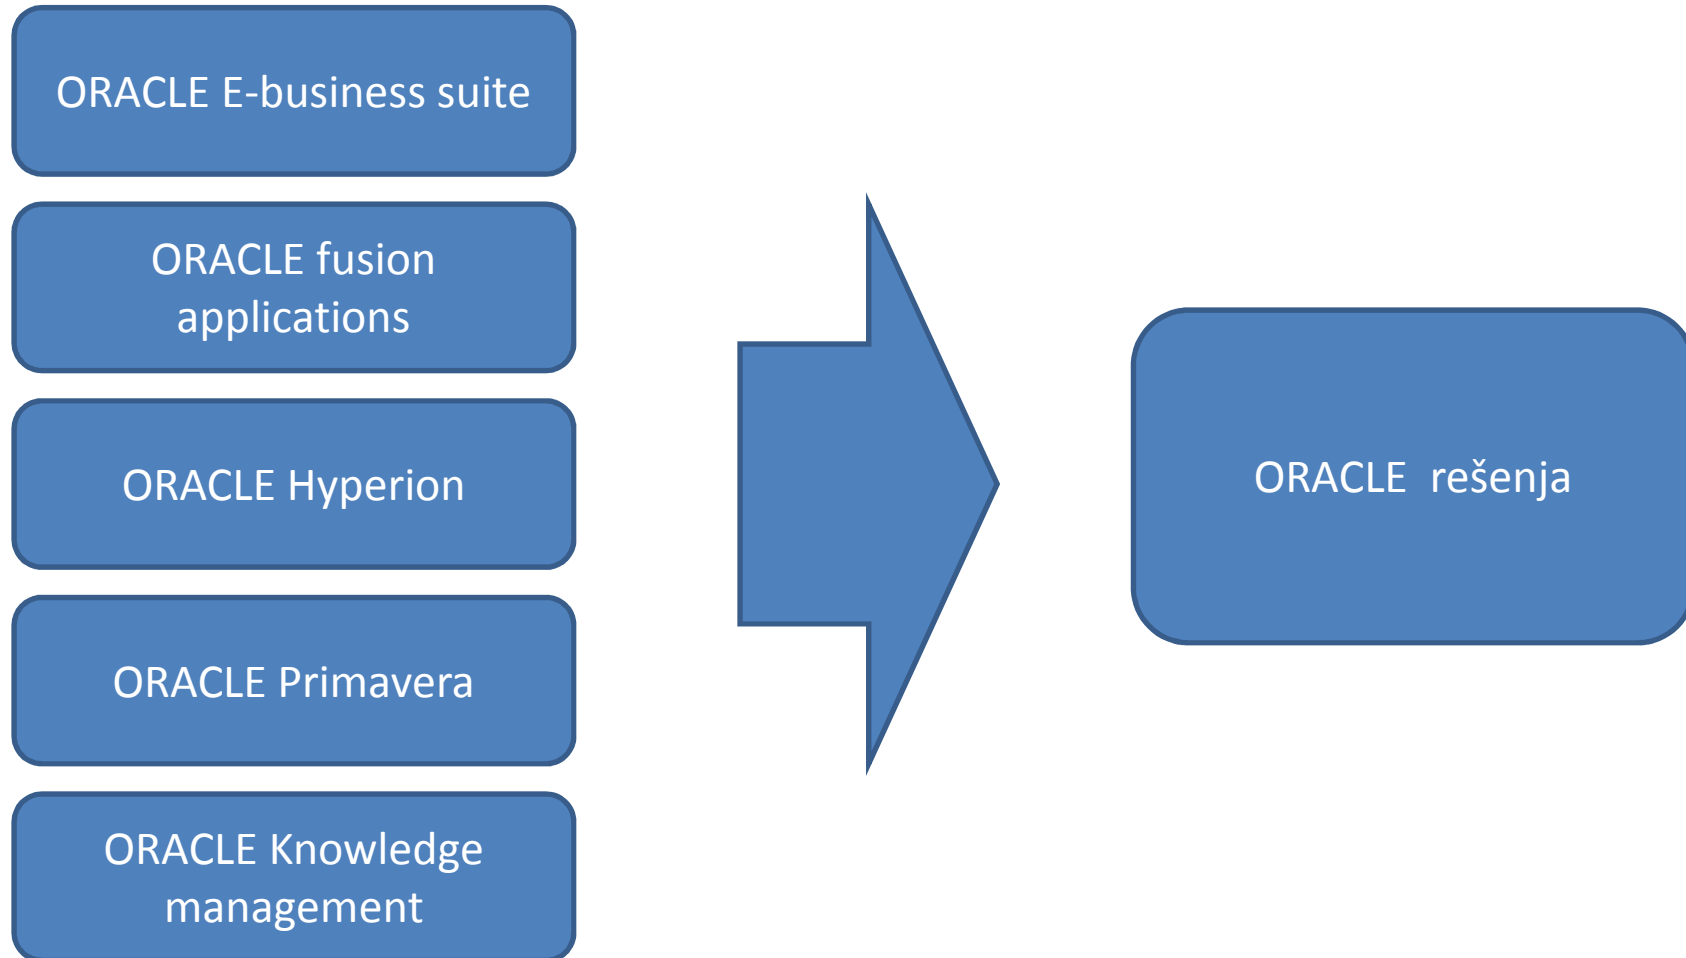 ORACLE E-business suite
ORACLE fusion
applications
ORACLE Hyperion
ORACLE Primavera
ORACLE Knowledge
management
ORACLE  rešenja